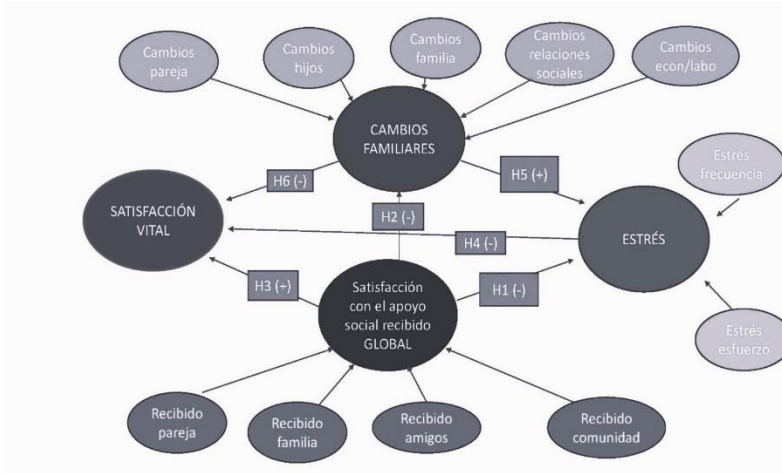 Cambios
pareja
Cambios
hijos
Cambios
familia
Cambios
relaciones
sociales
Cambios
econ/labo
CAMBIOS
FAMILIARES
H6 (-)
H5 (+)
Estrés
frecuencia
SATISFACCIÓN
VITAL
H2 (-)
H4 (-)
ESTRÉS
H3 (+)
Satisfacción
con el apoyo
social recibido
GLOBAL
H1 (-)
Estrés
esfuerzo
Recibido
pareja
Recibido
familia
Recibido
amigos
Recibido
comunidad